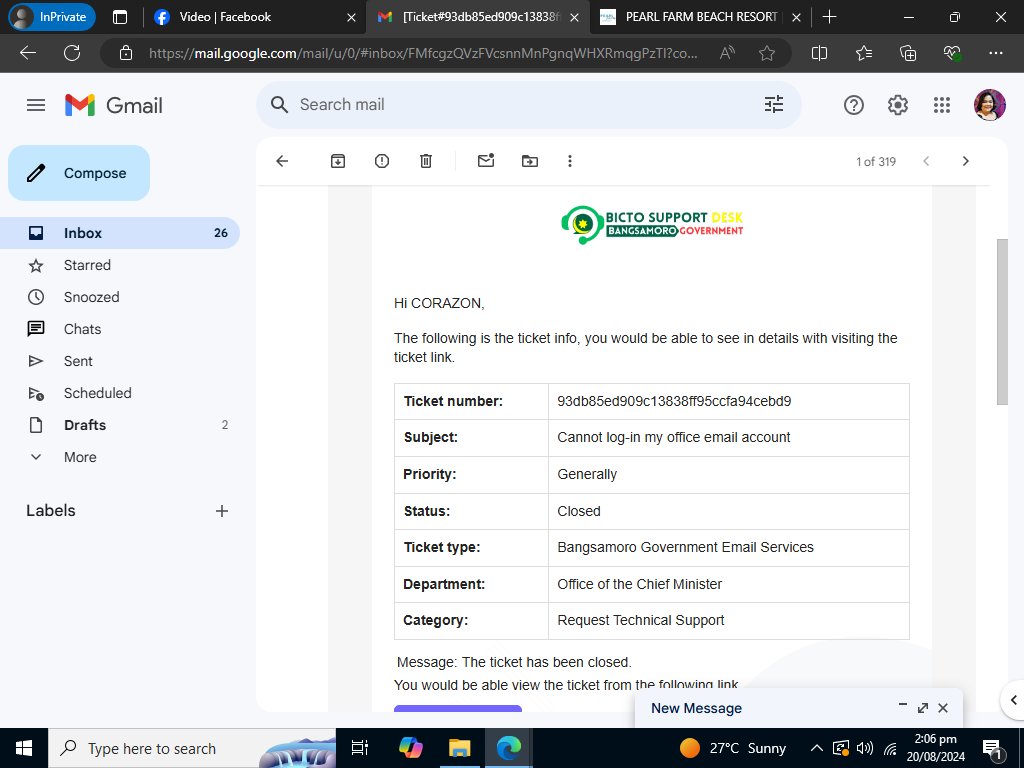 InPrivate
Video | Facebook
[Ticket#93db85ed909c13838f
PEARL FARM BEACH RESORT
https://mail.google.com/mail/u/0/#inbox/FMfcgzQVzFVcsnnMnPgnqWHXRmqgPzTl?co...
Gmail
Search mail
Compose
1 of 319
Inbox 26
Starred
Snoozed
Chats
Sent
Scheduled
Drafts 2
More
Labels
BICTO SUPPORT DESK
BANGSAMORO GOVERNMENT
Hi CORAZON,
The following is the ticket info, you would be able to see in details with visiting the
ticket link.
Ticket number: 93db85ed909c13838ff95ccfa94cebd9
Subject: Cannot log-in my office email account
Priority: Generally
Status: Closed
Ticket type: Bangsamoro Government Email Services
Department: Office of the Chief Minister
Category: Request Technical Support
Message: The ticket has been closed.
You would be able view the ticket from the following link
New Message
Type here to search
27°C Sunny
2:06 pm
20/08/2024
1